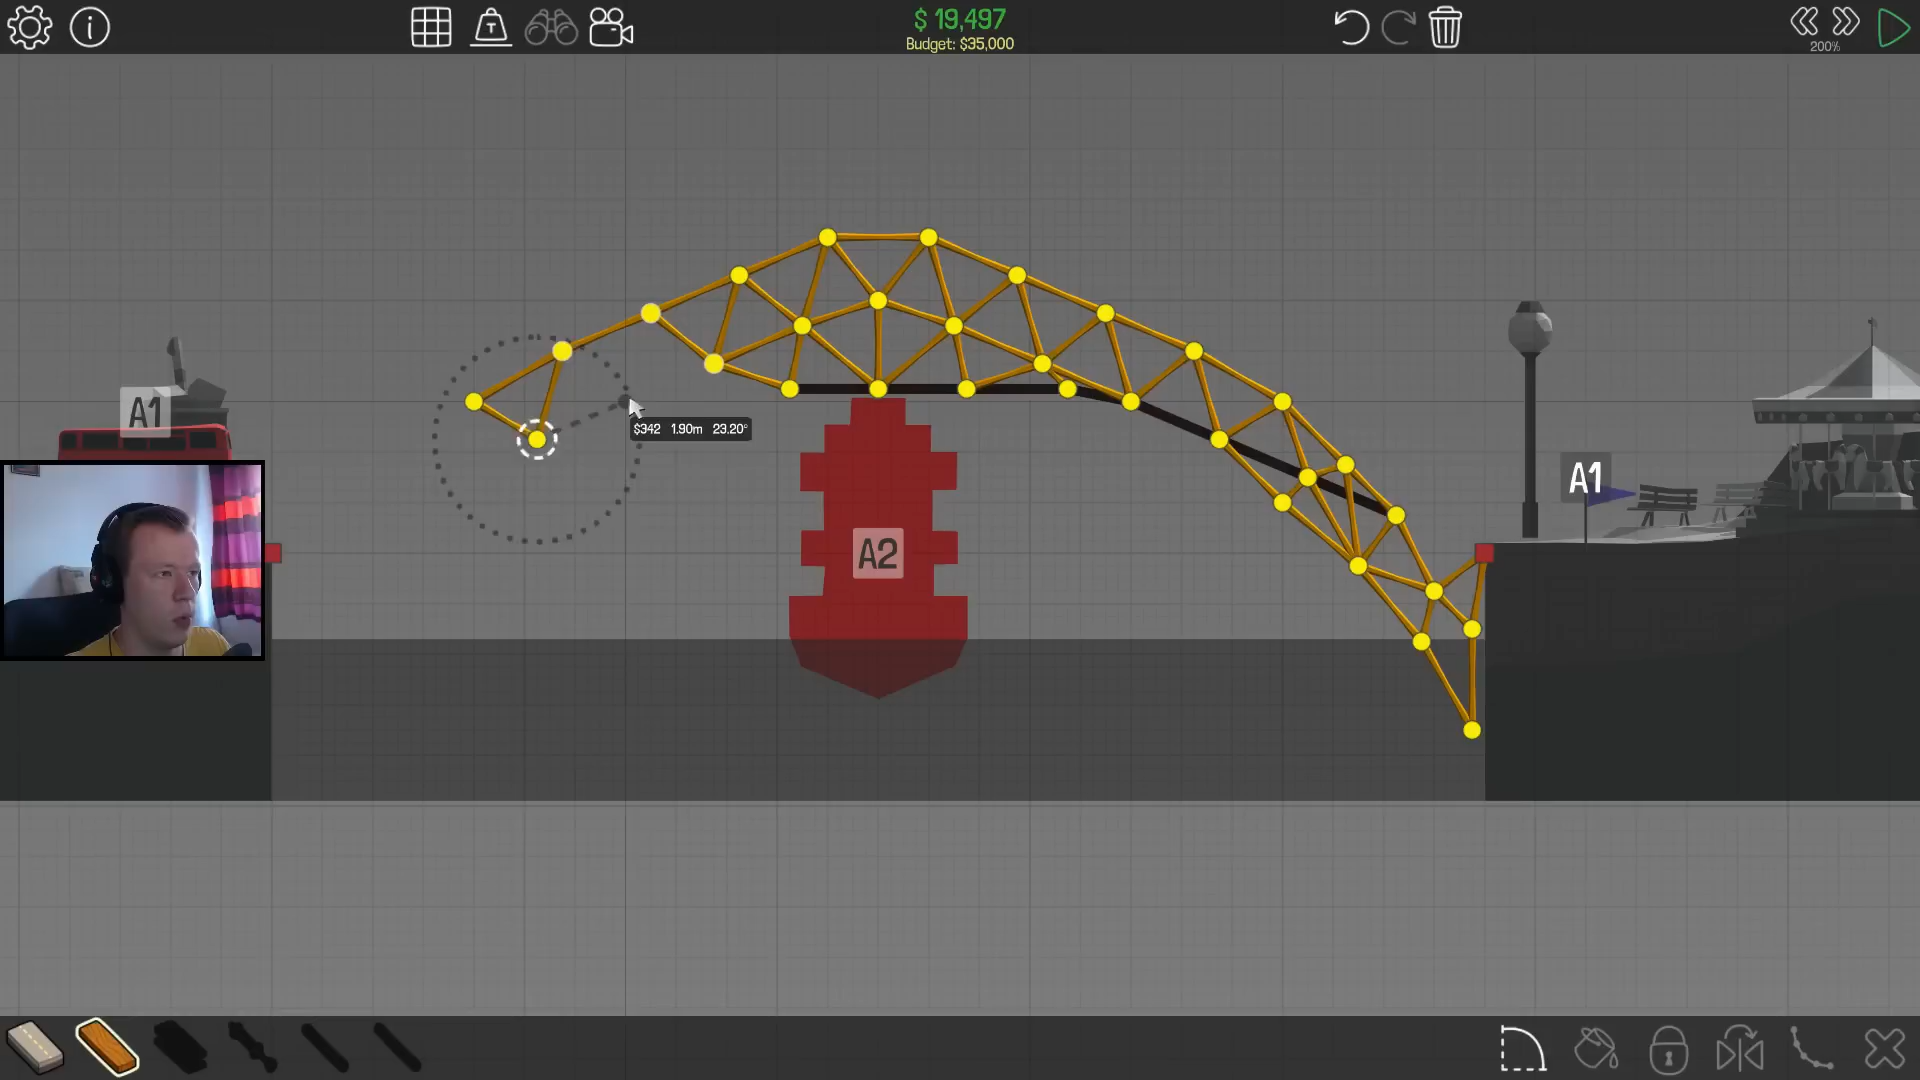 $ 19,497
Budget: $35,000
200%
A1
$342 1.90m 23.20°
A1
A2